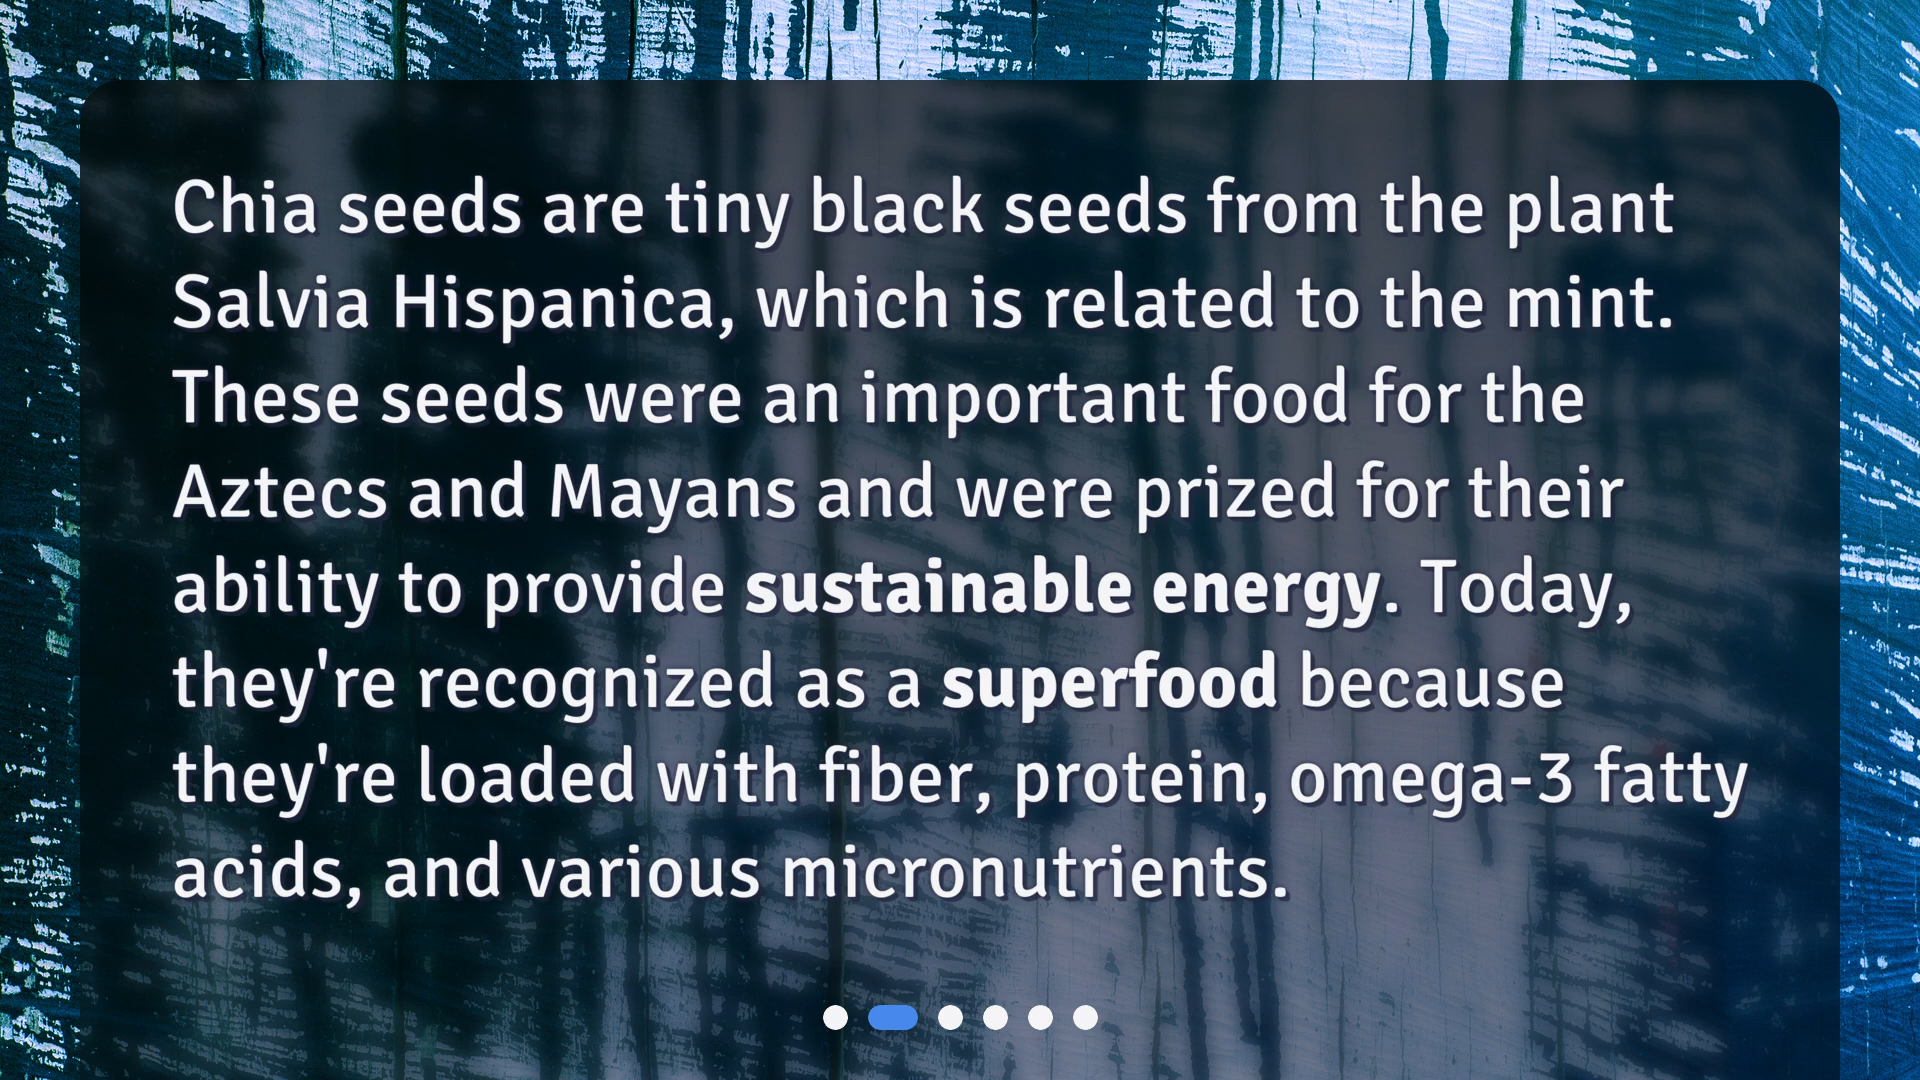 Chia seeds are tiny black seeds from the plant
Salvia Hispanica, which is related to the mint.
These seeds were an important food for the
Aztecs and Mayans and were prized for their
ability to provide sustainable energy. Today,
they're recognized as a superfood because
they're loaded with fiber, protein, omega-3 fatty
acids, and various micronutrients.